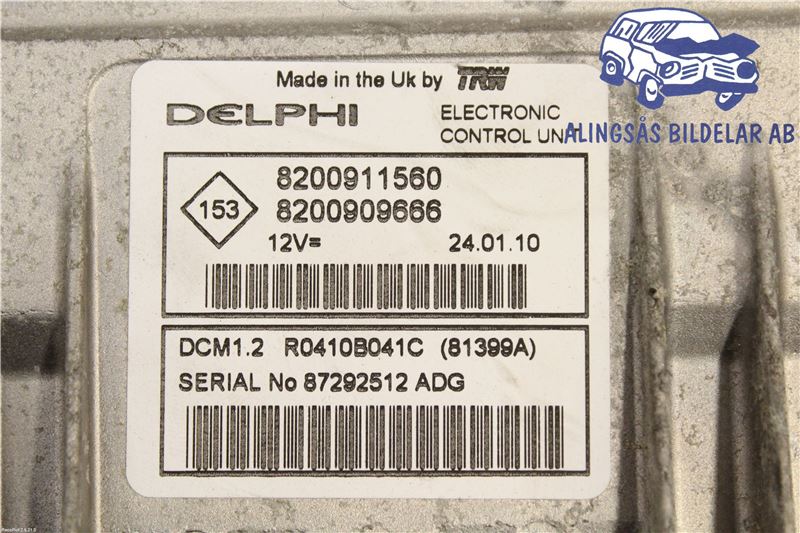 Made in the Uk by TRW
DELPHI
ELECTRONIC
CONTROL UNIT
ALINGSÅS BILDELAR AB
153
8200911560
8200909666
12V=
24.01.10
DCM1.2 R0410B041C (81399A)
SERIAL No 87292512 ADG